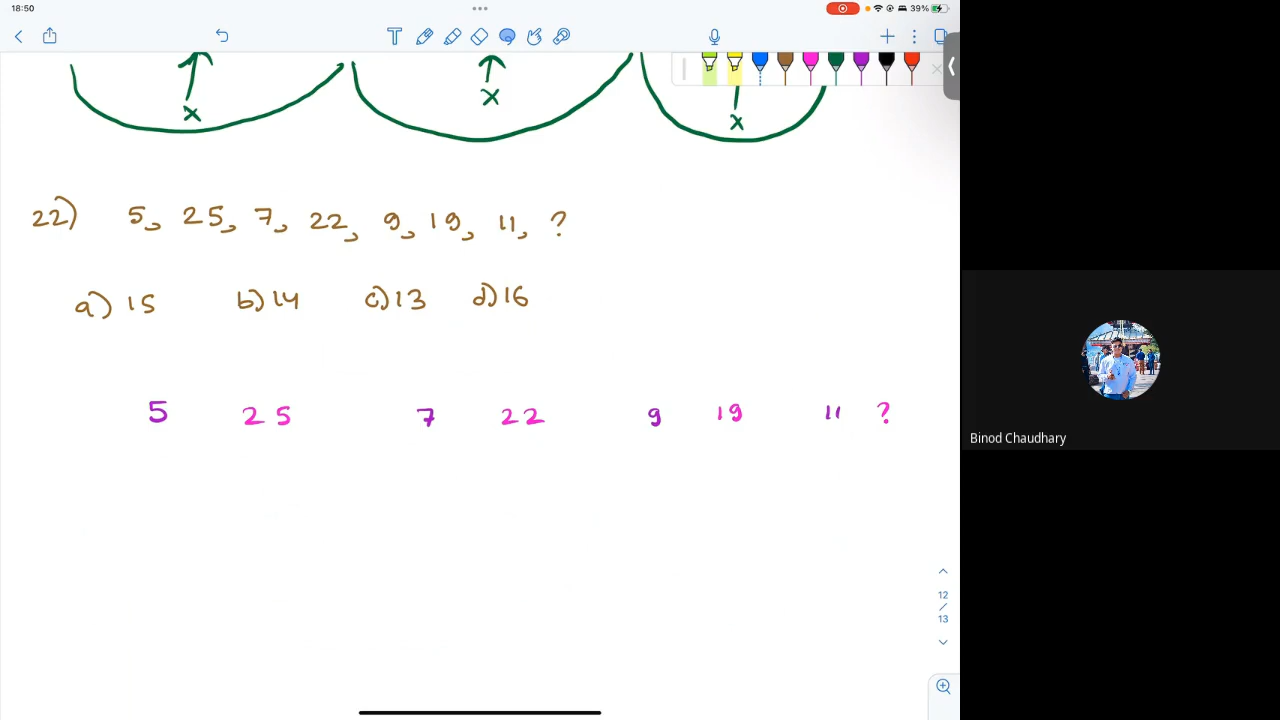 18:50
39%
x x x
22) 5, 25, 7, 22, 9, 19, 11, ?
a) 15 b) 14 c) 13 d) 16
5 25 7 22 9 19 11 ?
Binod Chaudhary
12
/
13